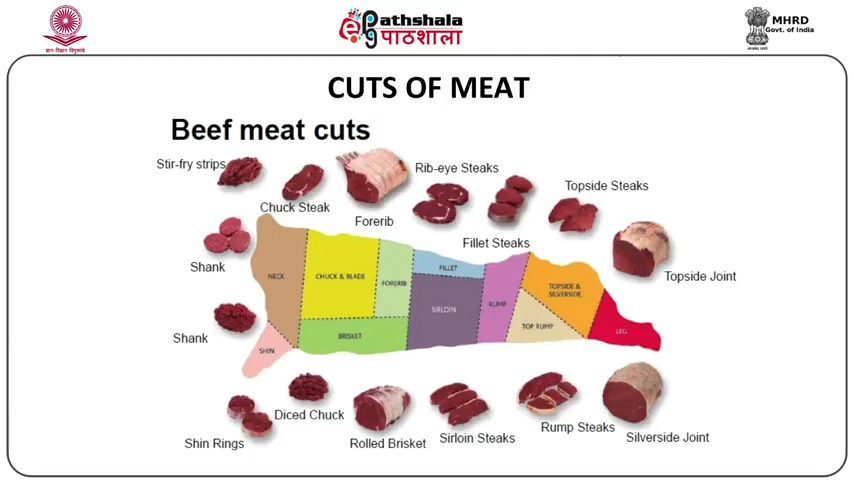 ज्ञान-विज्ञान विमुक्तये
e Pathshala
पाठशाला
MHRD
Govt. of India
CUTS OF MEAT
Beef meat cuts
Stir-fry strips
Chuck Steak
Forerib
Rib-eye Steaks
Fillet Steaks
Topside Steaks
Topside Joint
Shank
Shank
NECK
CHUCK & BLADE
FORERIB
FILLET
SIRLOIN
RUMP
TOPSIDE &
SILVERSIDE
TOP RUMP
LEG
BRISKET
SHIN
Shin Rings
Diced Chuck
Rolled Brisket
Sirloin Steaks
Rump Steaks
Silverside Joint